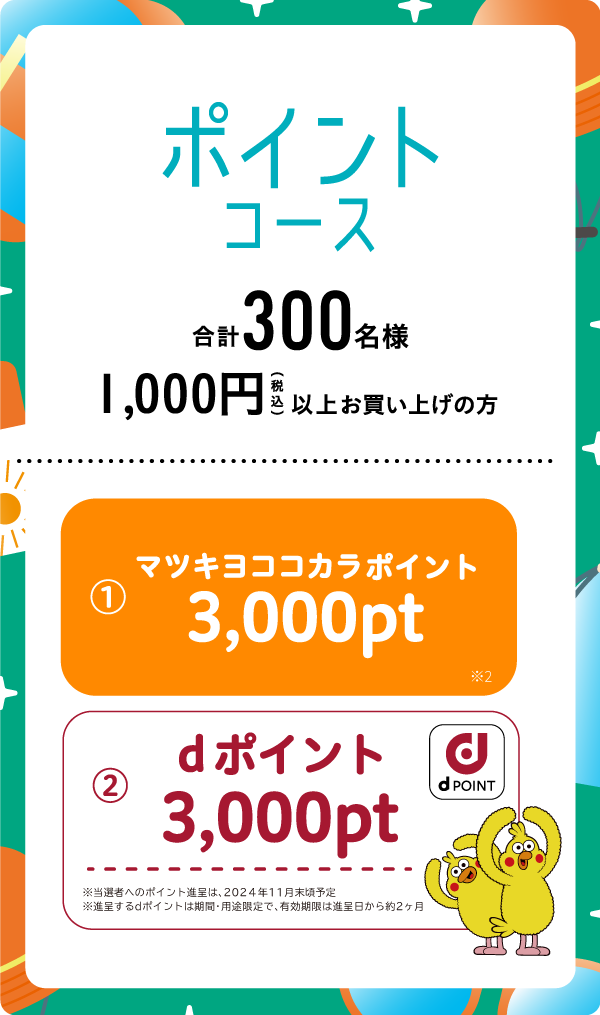 ポイント
コース
合計300名様
1,000円(税込)以上お買い上げの方
① マツキヨココカラポイント
3,000pt
※2
② dポイント
3,000pt
d POINT
※当選者へのポイント進呈は、2024年11月末頃予定
※進呈するdポイントは期間・用途限定で、有効期限は進呈日から約2ヶ月